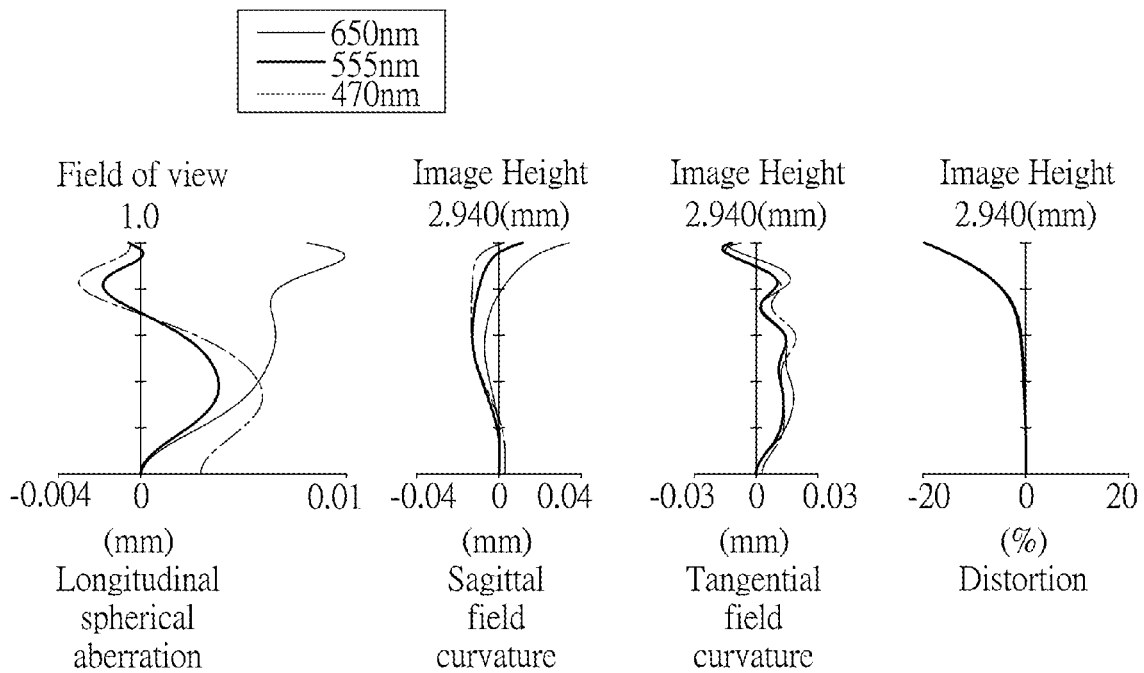 650nm
555nm
470nm
Field of view
1.0
-0.004 0 0.01
(mm)
Longitudinal
spherical
aberration
Image Height
2.940(mm)
-0.04 0 0.04
(mm)
Sagittal
field
curvature
Image Height
2.940(mm)
-0.03 0 0.03
(mm)
Tangential
field
curvature
Image Height
2.940(mm)
-20 0 20
(%)
Distortion